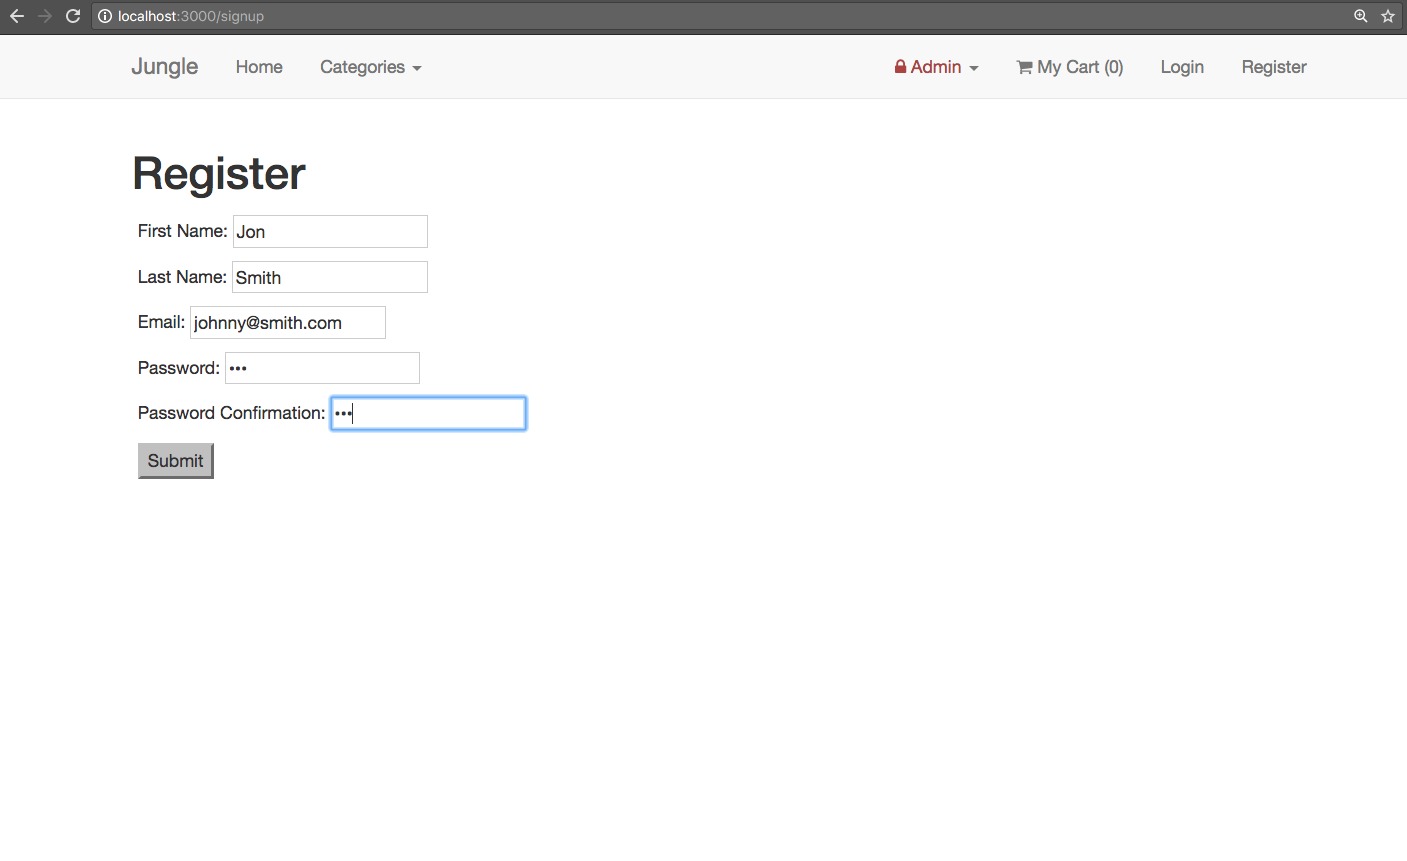 localhost:3000/signup
Jungle Home Categories Admin My Cart (0) Login Register
Register
First Name: Jon
Last Name: Smith
Email: johnny@smith.com
Password: •••
Password Confirmation: •••
Submit